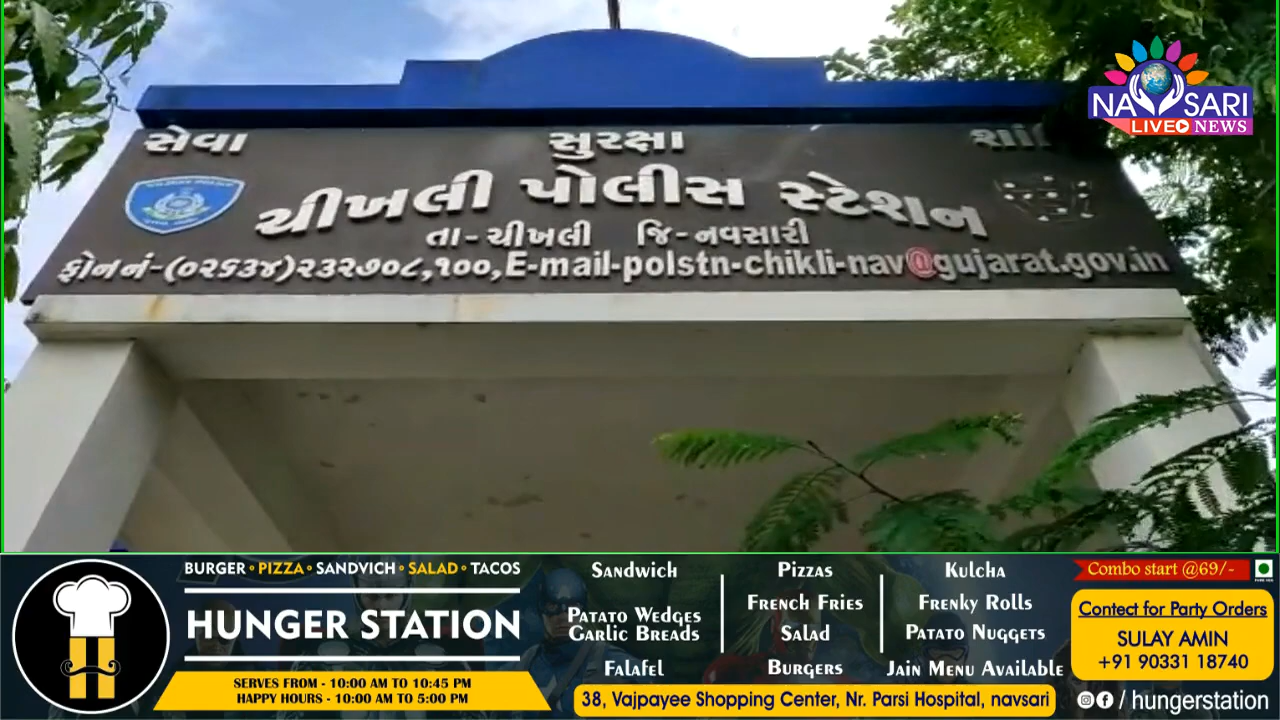 સેવા સુરક્ષા
ચીખલી પોલીસ સ્ટેશન
તા-ચીખલી જિ-નવસારી
ફોન નં-(૦૨૬૩૪)૨૩૨૭૦૮,૧૦૦,E-mail-polstn-chikli-nav@gujarat.gov.in
NAVSARI
LIVE NEWS
BURGER • PIZZA • SANDVICH • SALAD • TACOS
HUNGER STATION
SERVES FROM - 10:00 AM TO 10:45 PM
HAPPY HOURS - 10:00 AM TO 5:00 PM
SANDWICH
PATATO WEDGES
GARLIC BREADS
FALAFEL
PIZZAS
FRENCH FRIES
SALAD
BURGERS
KULCHA
FRENKY ROLLS
PATATO NUGGETS
JAIN MENU AVAILABLE
38, Vajpayee Shopping Center, Nr. Parsi Hospital, navsari
Combo start @69/-
Contect for Party Orders
SULAY AMIN
+91 90331 18740
/ hungerstation